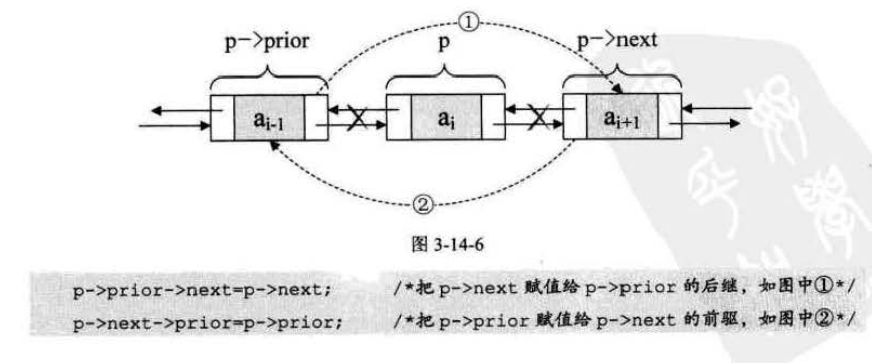 ①
p->prior
p
p->next
a_{i-1}
a_i
a_{i+1}
②
图 3-14-6
p->prior->next=p->next; /*把 p->next 赋值给 p->prior 的后继，如图中①*/
p->next->prior=p->prior; /*把 p->prior 赋值给 p->next 的前驱，如图中②*/